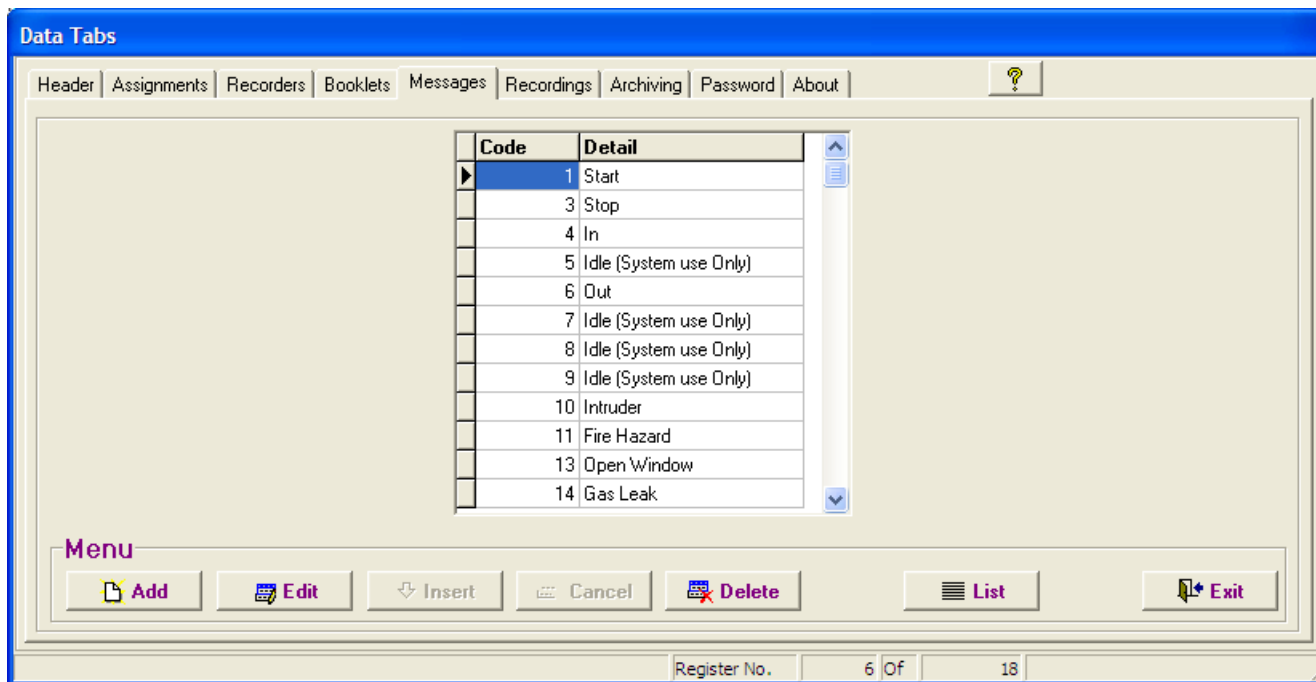 Data Tabs
Header Assignments Recorders Booklets Messages Recordings Archiving Password About ?
Code Detail
1 Start
3 Stop
4 In
5 Idle (System use Only)
6 Out
7 Idle (System use Only)
8 Idle (System use Only)
9 Idle (System use Only)
10 Intruder
11 Fire Hazard
13 Open Window
14 Gas Leak
Menu
Add Edit Insert Cancel Delete List Exit
Register No. 6 Of 18